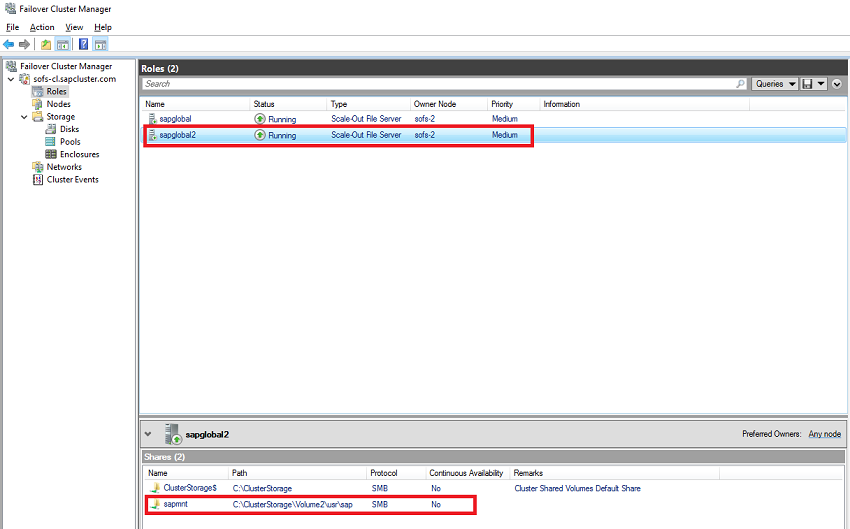 Failover Cluster Manager
File Action View Help
Failover Cluster Manager
sofs-cl.sapcluster.com
Roles
Nodes
Storage
Disks
Pools
Enclosures
Networks
Cluster Events
Roles (2)
Search Queries
Name Status Type Owner Node Priority Information
sapglobal Running Scale-Out File Server sofs-2 Medium
sapglobal2 Running Scale-Out File Server sofs-2 Medium
sapglobal2 Preferred Owners: Any node
Shares (2)
Name Path Protocol Continuous Availability Remarks
ClusterStorage$ C:\ClusterStorage SMB No Cluster Shared Volumes Default Share
sapmnt C:\ClusterStorage\Volume2\usr\sap SMB No